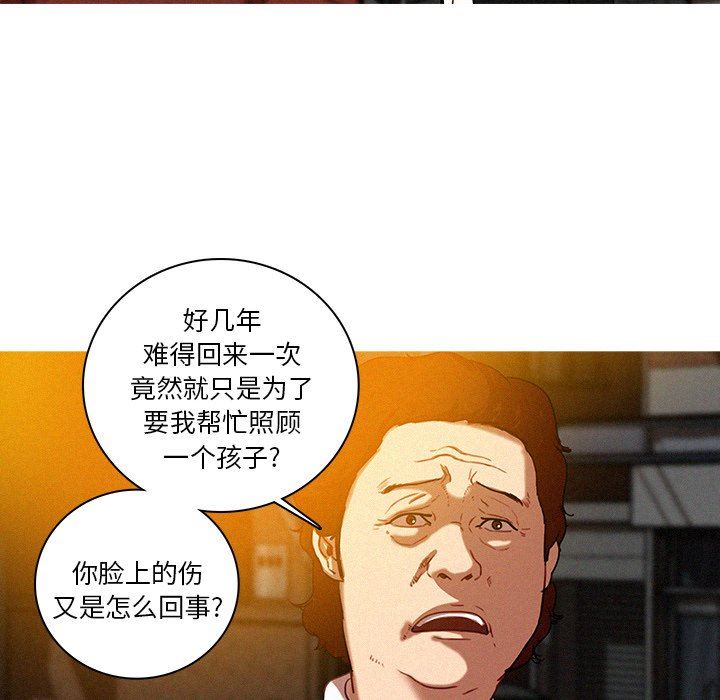 好几年
难得回来一次
竟然就只是为了
要我帮忙照顾
一个孩子?
你脸上的伤
又是怎么回事?